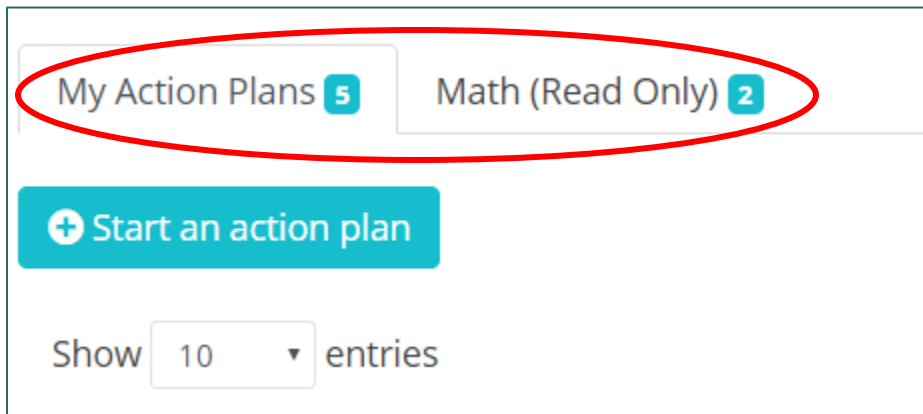 My Action Plans 5 Math (Read Only) 2
Start an action plan
Show 10 entries